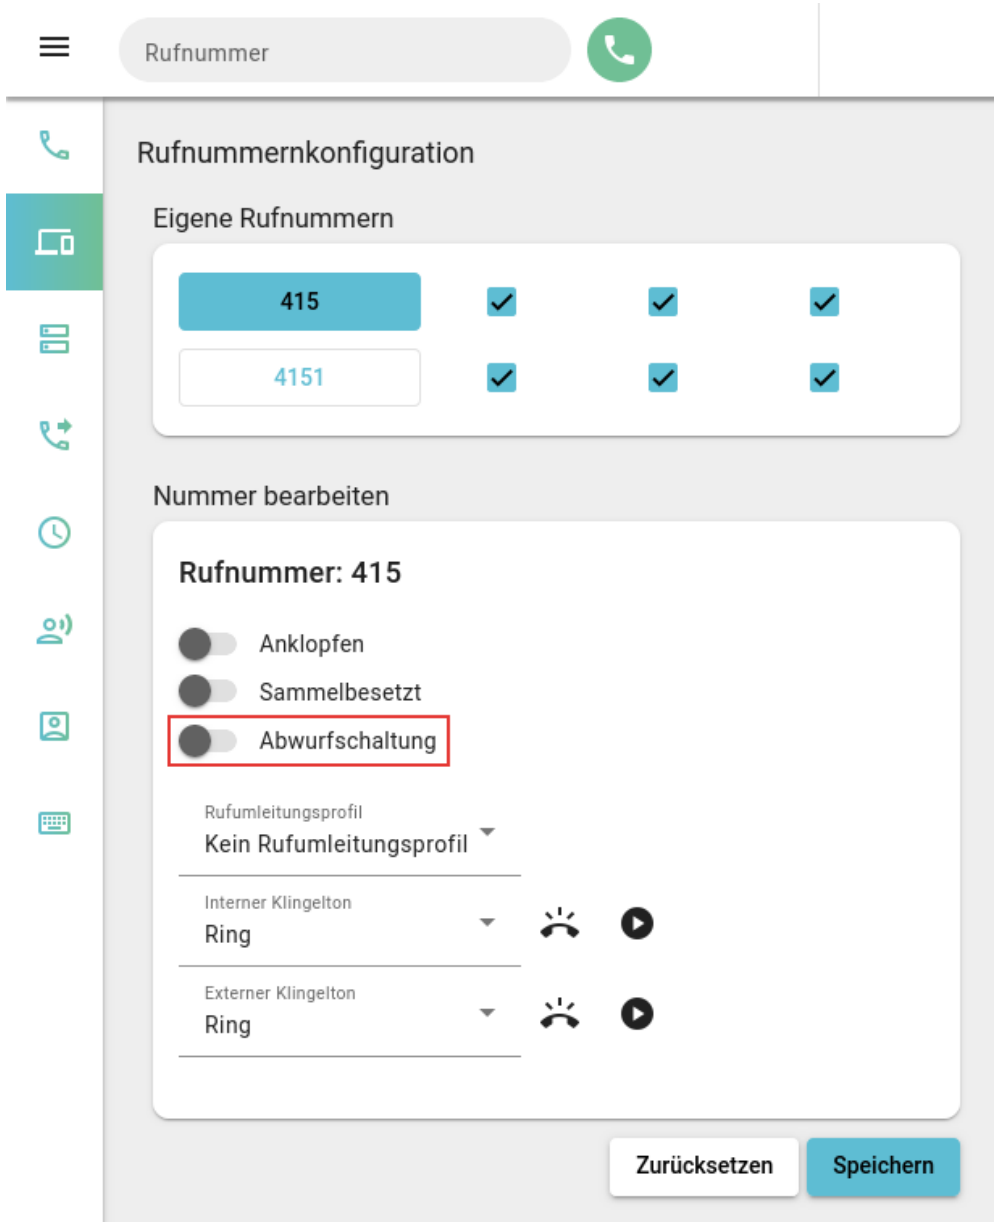 Rufnummer
Rufnummernkonfiguration
Eigene Rufnummern
415
4151
Nummer bearbeiten
Rufnummer: 415
Anklopfen
Sammelbesetzt
Abwurfschaltung
Rufumleitungsprofil
Kein Rufumleitungsprofil
Interner Klingelton
Ring
Externer Klingelton
Ring
Zurücksetzen Speichern